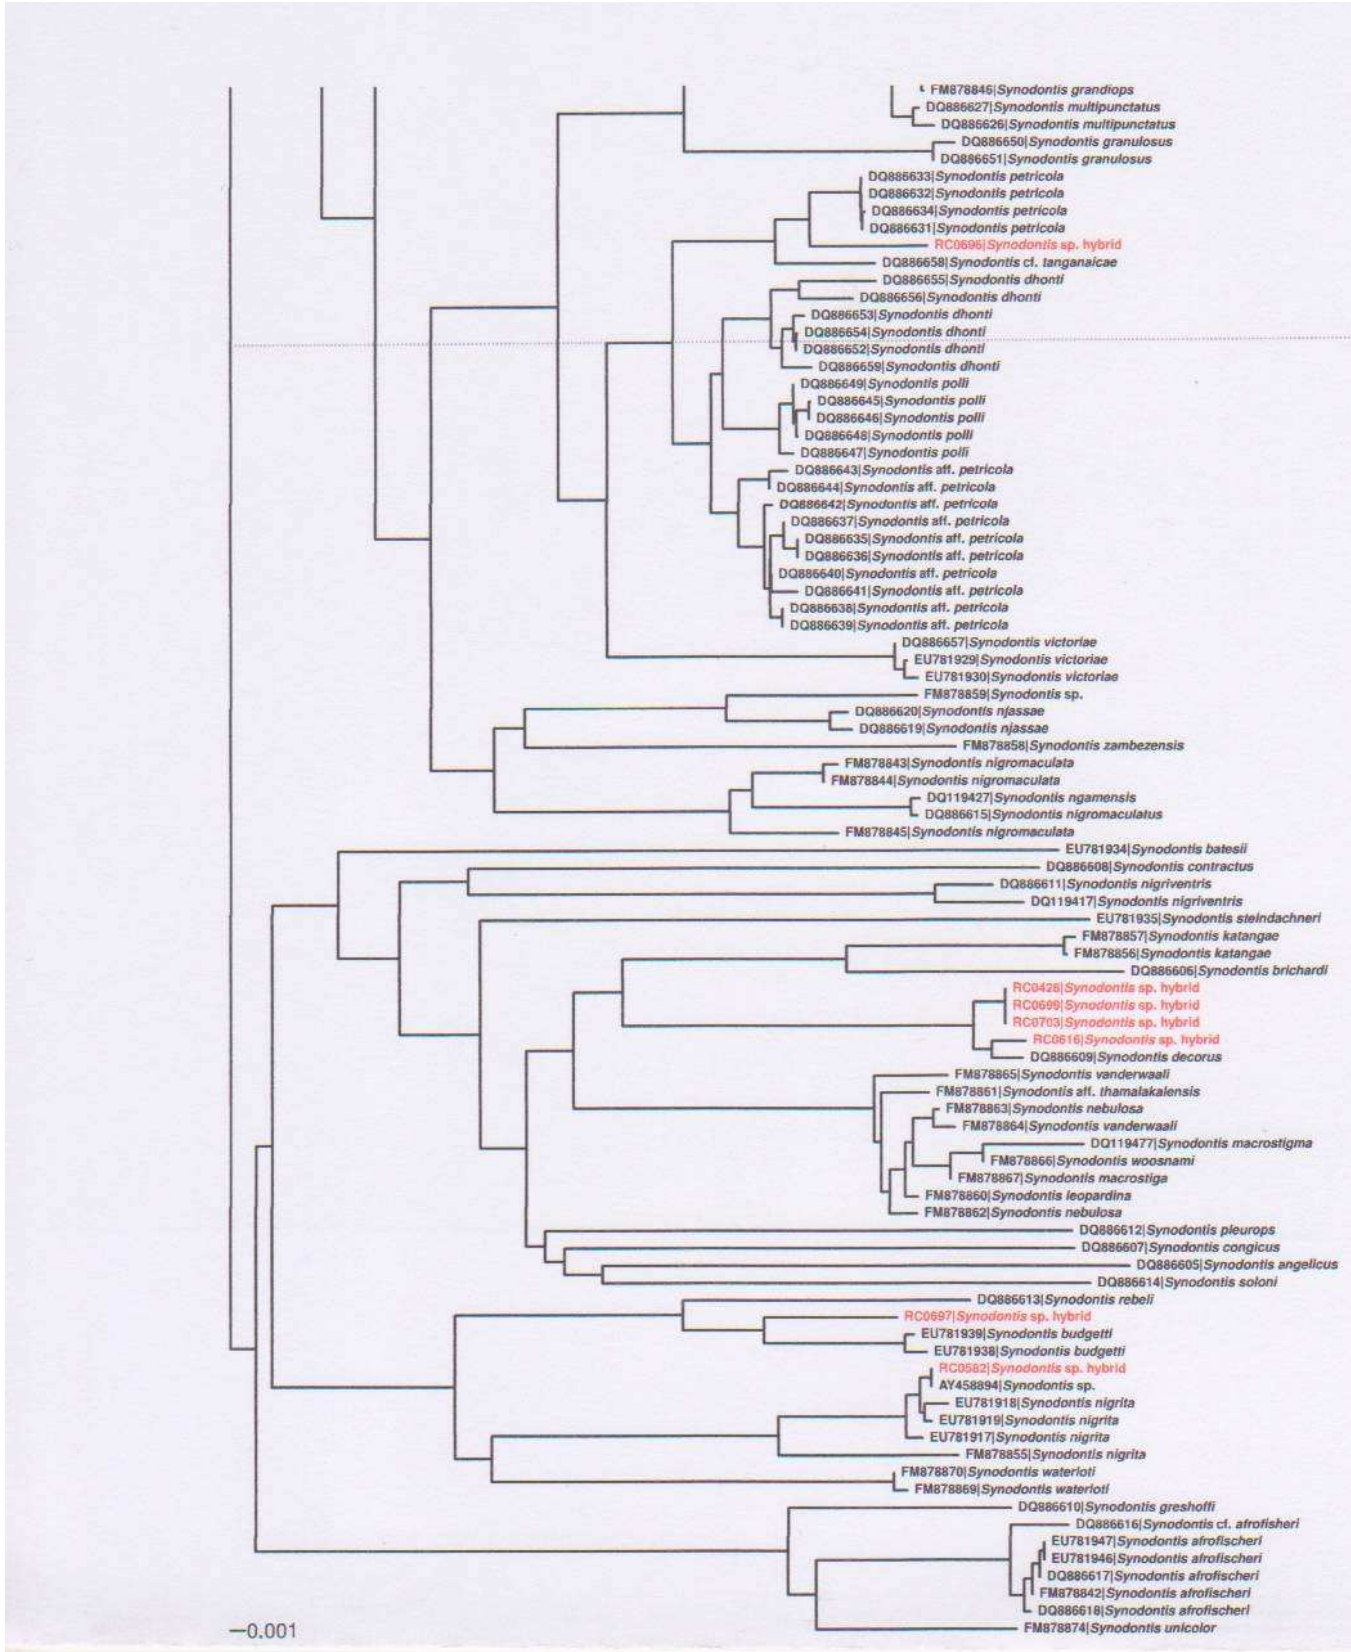 FM878846|Synodontis grandiops
DQ886627|Synodontis multipunctatus
DQ886626|Synodontis multipunctatus
DQ886650|Synodontis granulosus
DQ886651|Synodontis granulosus
DQ886633|Synodontis petricola
DQ886632|Synodontis petricola
DQ886634|Synodontis petricola
DQ886631|Synodontis petricola
RC0696|Synodontis sp. hybrid
DQ886658|Synodontis cf. tanganaicae
DQ886655|Synodontis dhonti
DQ886656|Synodontis dhonti
DQ886653|Synodontis dhonti
DQ886654|Synodontis dhonti
DQ886652|Synodontis dhonti
DQ886659|Synodontis dhonti
DQ886649|Synodontis polli
DQ886645|Synodontis polli
DQ886646|Synodontis polli
DQ886648|Synodontis polli
DQ886647|Synodontis polli
DQ886643|Synodontis aff. petricola
DQ886644|Synodontis aff. petricola
DQ886642|Synodontis aff. petricola
DQ886637|Synodontis aff. petricola
DQ886635|Synodontis aff. petricola
DQ886636|Synodontis aff. petricola
DQ886640|Synodontis aff. petricola
DQ886641|Synodontis aff. petricola
DQ886638|Synodontis aff. petricola
DQ886639|Synodontis aff. petricola
DQ886657|Synodontis victoriae
EU781929|Synodontis victoriae
EU781930|Synodontis victoriae
FM878859|Synodontis sp.
DQ886620|Synodontis njassae
DQ886619|Synodontis njassae
FM878858|Synodontis zambezensis
FM878843|Synodontis nigromaculata
FM878844|Synodontis nigromaculata
DQ119427|Synodontis ngamensis
DQ886615|Synodontis nigromaculatus
FM878845|Synodontis nigromaculata
EU781934|Synodontis batesii
DQ886608|Synodontis contractus
DQ886611|Synodontis nigriventris
DQ119417|Synodontis nigriventris
EU781935|Synodontis steindachneri
FM878857|Synodontis katangae
FM878856|Synodontis katangae
DQ886606|Synodontis brichardi
RC0428|Synodontis sp. hybrid
RC0699|Synodontis sp. hybrid
RC0703|Synodontis sp. hybrid
RC0616|Synodontis sp. hybrid
DQ886609|Synodontis decorus
FM878865|Synodontis vanderwaali
FM878861|Synodontis aff. thamalakalensis
FM878863|Synodontis nebulosa
FM878864|Synodontis vanderwaali
DQ119477|Synodontis macrostigma
FM878866|Synodontis woosnami
FM878867|Synodontis macrostiga
FM878860|Synodontis leopardina
FM878862|Synodontis nebulosa
DQ886612|Synodontis pleurops
DQ886607|Synodontis congicus
DQ886605|Synodontis angelicus
DQ886614|Synodontis soloni
DQ886613|Synodontis rebeli
RC0697|Synodontis sp. hybrid
EU781939|Synodontis budgetti
EU781938|Synodontis budgetti
RC0582|Synodontis sp. hybrid
AY458894|Synodontis sp.
EU781918|Synodontis nigrita
EU781919|Synodontis nigrita
EU781917|Synodontis nigrita
FM878855|Synodontis nigrita
FM878870|Synodontis waterloti
FM878869|Synodontis waterloti
DQ886610|Synodontis greshoffi
DQ886616|Synodontis cf. afrofisheri
EU781947|Synodontis afrofischeri
EU781946|Synodontis afrofischeri
DQ886617|Synodontis afrofischeri
FM878842|Synodontis afrofischeri
DQ886618|Synodontis afrofischeri
FM878874|Synodontis unicolor
0.001